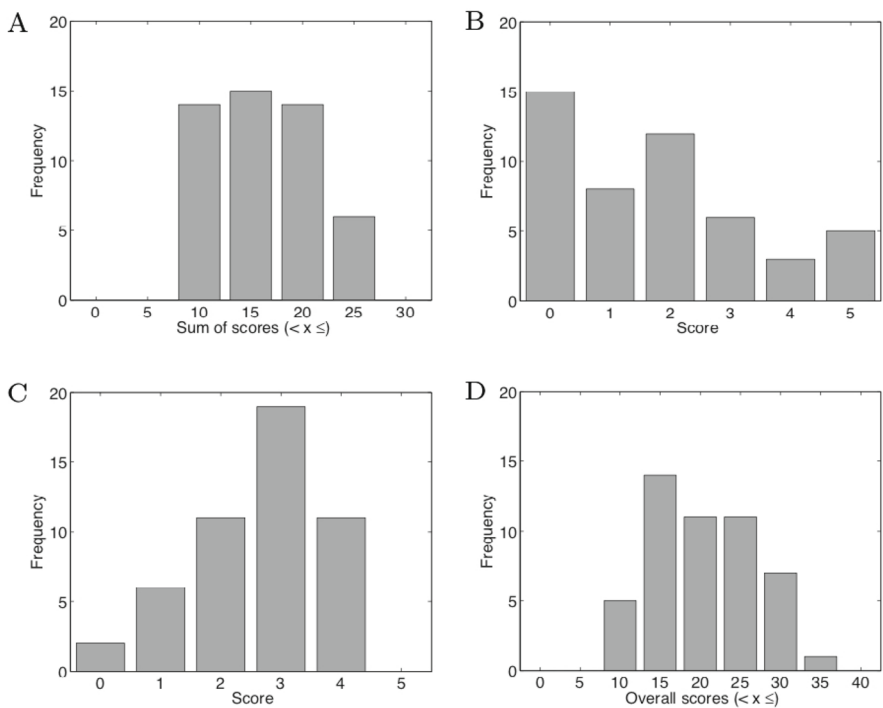 A
20
15
10
5
0
Frequency
0 5 10 15 20 25 30
Sum of scores (< x ≤)
B
20
15
10
5
0
Frequency
0 1 2 3 4 5
Score
C
20
15
10
5
0
Frequency
0 1 2 3 4 5
Score
D
20
15
10
5
0
Frequency
0 5 10 15 20 25 30 35 40
Overall scores (< x ≤)